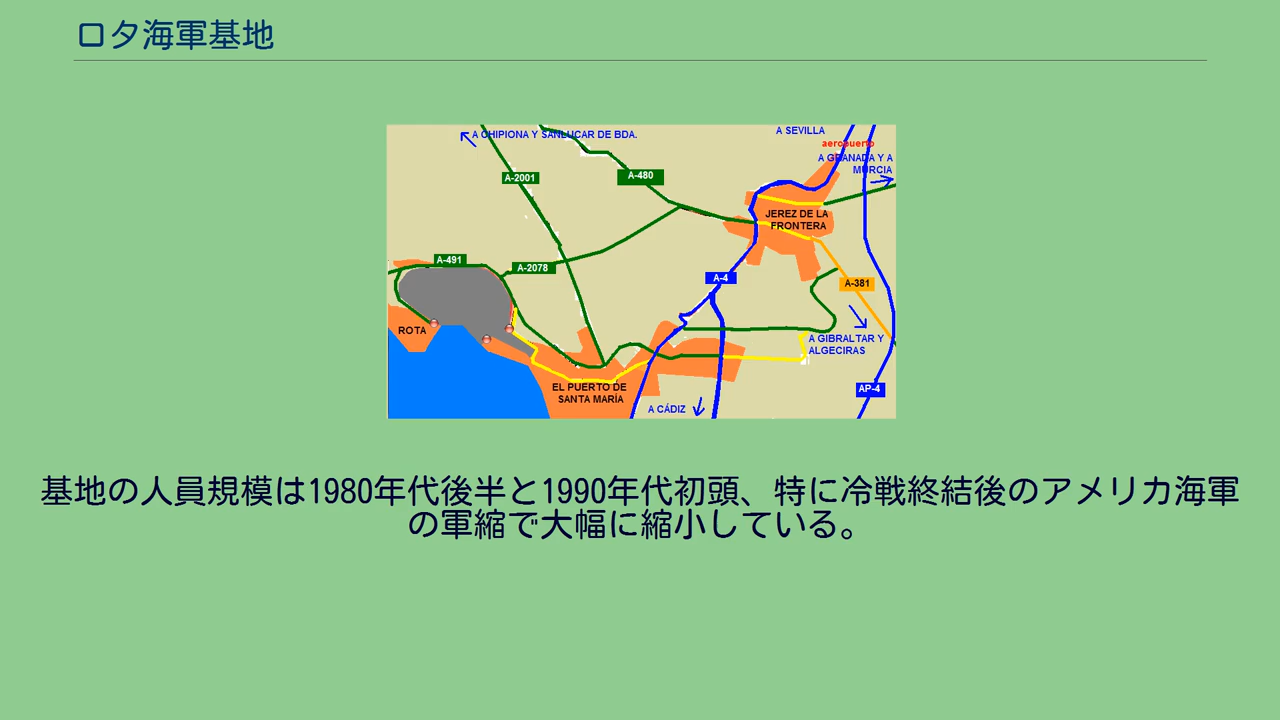 ロタ海軍基地
A CHIPIONA Y SANLUCAR DE BDA.
A SEVILLA
aeropuerto
A GRANADA Y A
MURCIA
A-2001
A-480
JEREZ DE LA
FRONTERA
A-491
A-2078
A-4
A-381
ROTA
A GIBRALTAR Y
ALGECIRAS
EL PUERTO DE
SANTA MARÍA
AP-4
A CÁDIZ
基地の人員規模は1980年代後半と1990年代初頭、特に冷戦終結後のアメリカ海軍
の軍縮で大幅に縮小している。